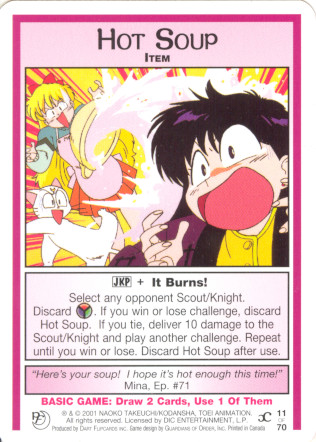 HOT SOUP
ITEM
JKP + It Burns!
Select any opponent Scout/Knight.
Discard . If you win or lose challenge, discard
Hot Soup. If you tie, deliver 10 damage to the
Scout/Knight and play another challenge. Repeat
until you win or lose. Discard Hot Soup after use.
"Here's your soup! I hope it's hot enough this time!"
Mina, Ep. #71
BASIC GAME: Draw 2 Cards, Use 1 Of Them
® & © 2001 NAOKO TAKEUCHI/KODANSHA, TOEI ANIMATION.
All rights reserved. Licensed by DIC ENTERTAINMENT, L.P.
Produced by DART FLIPCARDS INC. Game design by GUARDIANS OF ORDER, INC. Printed in Canada
11
OF
70